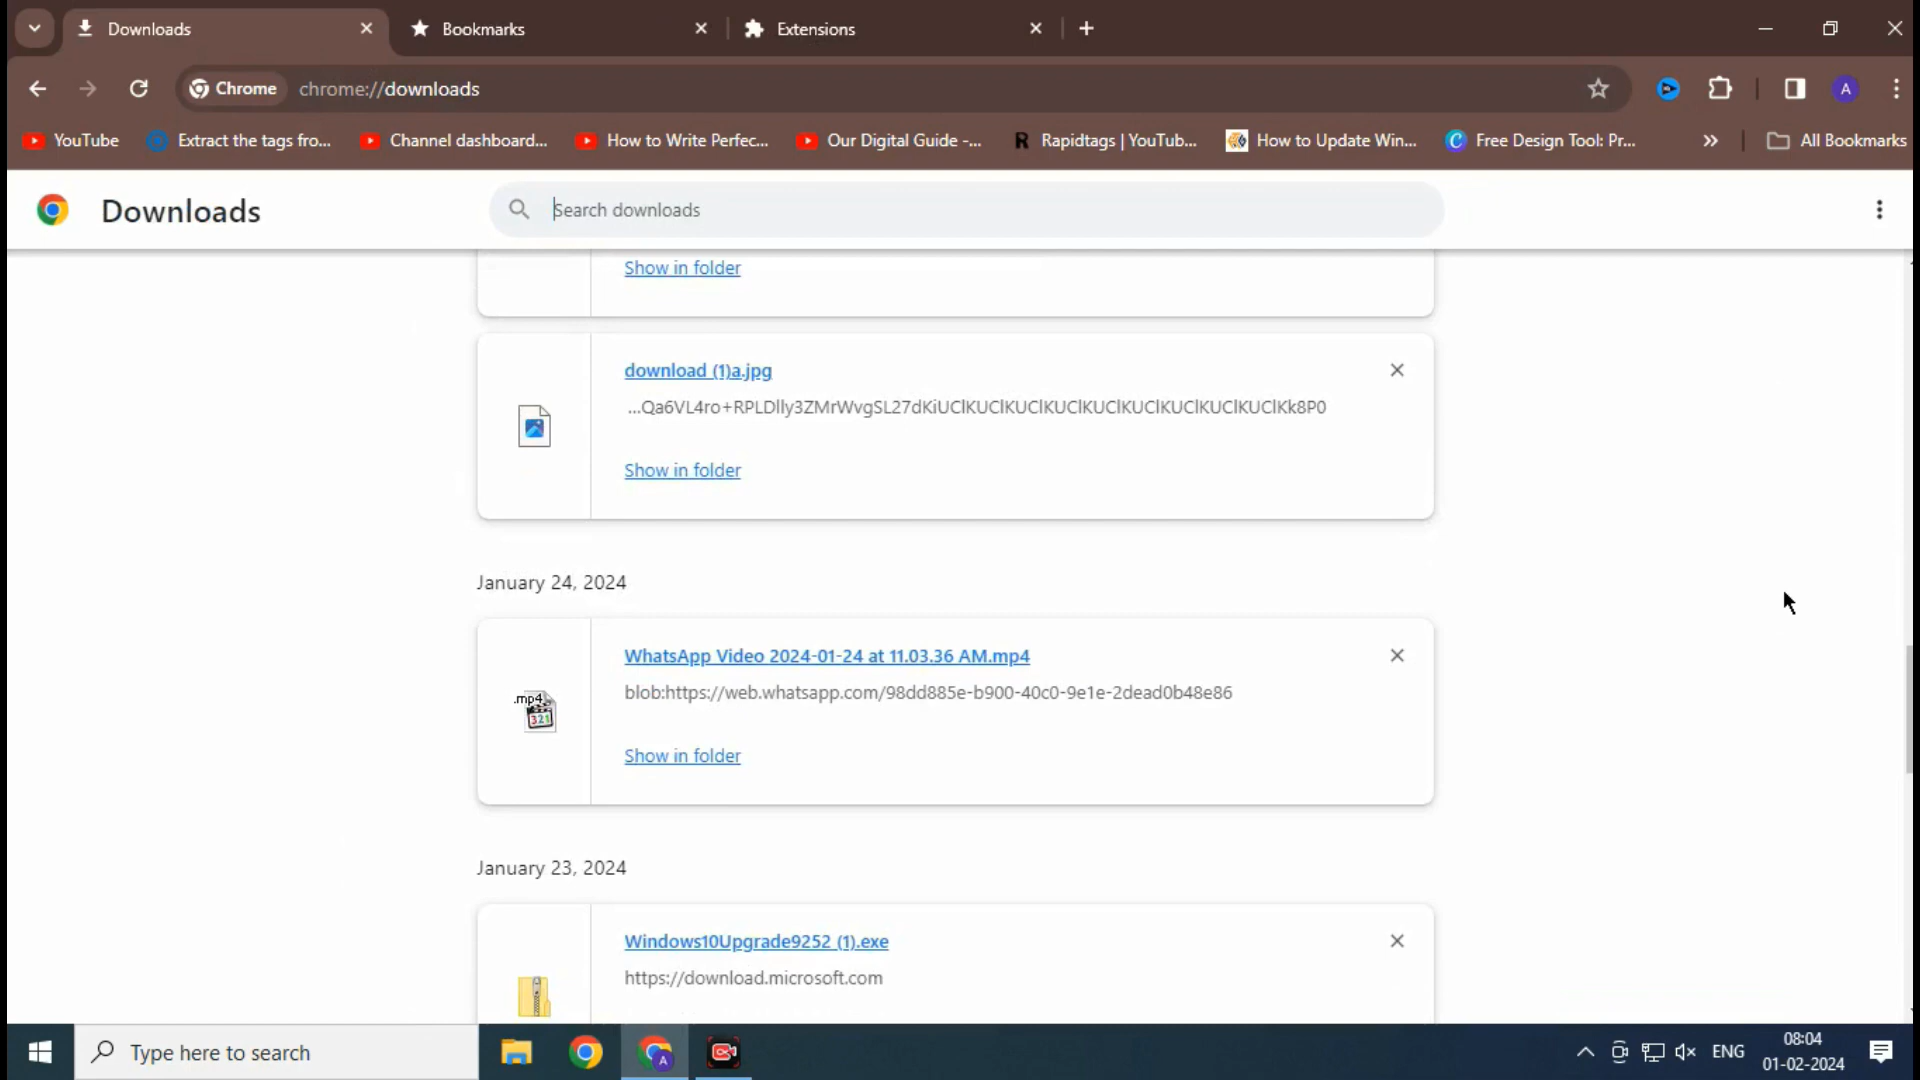 Downloads
Bookmarks
Extensions
Chrome
chrome://downloads
A
YouTube
Extract the tags fro...
Channel dashboard...
How to Write Perfec...
Our Digital Guide -...
R
Rapidtags | YouTub...
How to Update Win...
C
Free Design Tool: Pr...
All Bookmarks
Downloads
Search downloads
Show in folder
download (1)a.jpg
...Qa6VL4ro+RPLDlly3ZMrWvgSL27dKiUClKUClKUClKUClKUClKUClKUClKUClKUClKk8P0
Show in folder
January 24, 2024
WhatsApp Video 2024-01-24 at 11.03.36 AM.mp4
.mp4
321
blob:https://web.whatsapp.com/98dd885e-b900-40c0-9e1e-2dead0b48e86
Show in folder
January 23, 2024
Windows10Upgrade9252 (1).exe
https://download.microsoft.com
Type here to search
A
ENG
08:04
01-02-2024